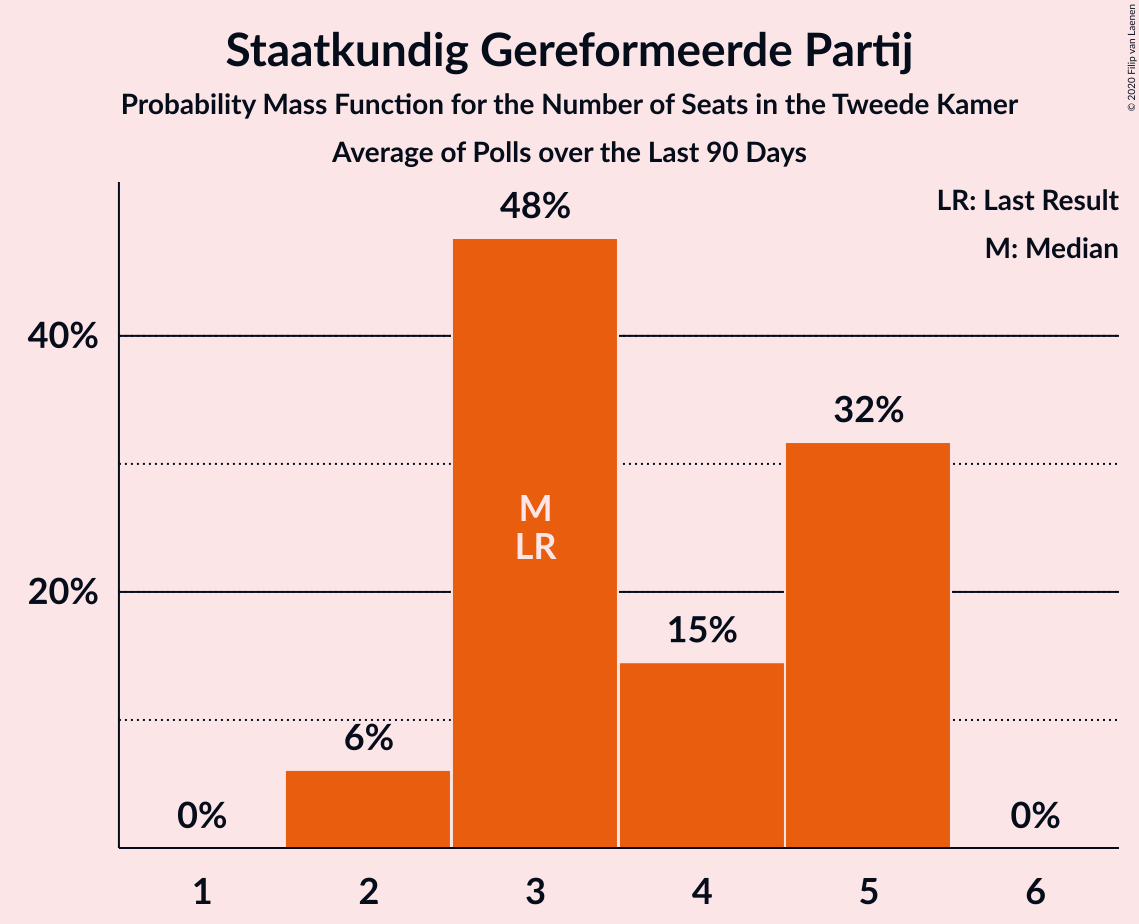 Staatkundig Gereformeerde Partij
Probability Mass Function for the Number of Seats in the Tweede Kamer
Average of Polls over the Last 90 Days
© 2020 Filip van Laenen
LR: Last Result
M: Median
48%
40%
32%
M
LR
20%
15%
6%
0%
0%
1
2
3
4
5
6